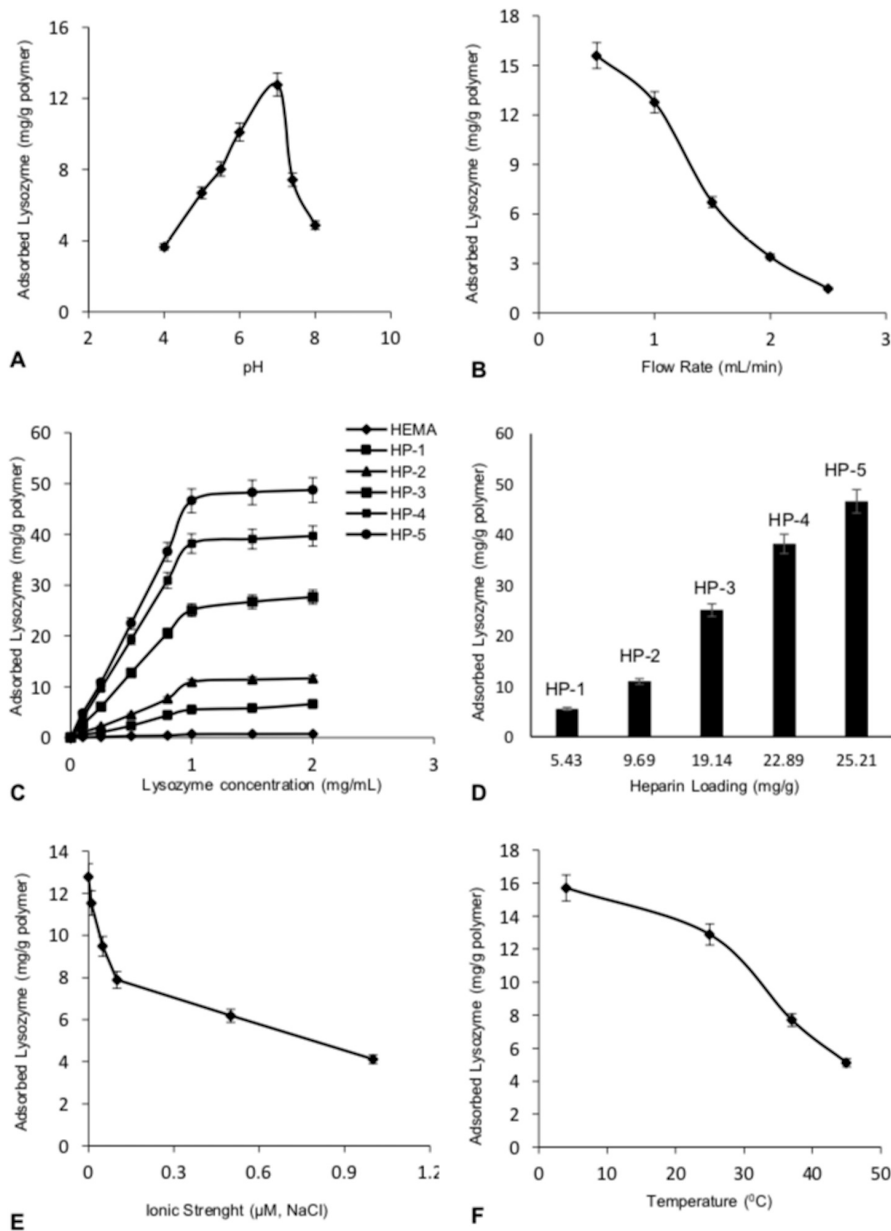 Adsorbed Lysozyme (mg/g polymer)
16
12
8
4
0
2 4 6 8 10
pH
A
Adsorbed Lysozyme (mg/g polymer)
18
15
12
9
6
3
0
0 1 2 3
Flow Rate (mL/min)
B
Adsorbed Lysozyme (mg/g polymer)
60
50
40
30
20
10
0
0 1 2 3
Lysozyme concentration (mg/mL)
HEMA
HP-1
HP-2
HP-3
HP-4
HP-5
C
Adsorbed Lysozyme (mg/g polymer)
60
50
40
30
20
10
0
HP-1
HP-2
HP-3
HP-4
HP-5
5.43 9.69 19.14 22.89 25.21
Heparin Loading (mg/g)
D
Adsorbed Lysozyme (mg/g polymer)
14
12
10
8
6
4
2
0
0 0.3 0.6 0.9 1.2
Ionic Strenght (µM, NaCl)
E
Adsorbed Lysozyme (mg/g polymer)
18
16
14
12
10
8
6
4
2
0
0 10 20 30 40 50
Temperature (⁰C)
F